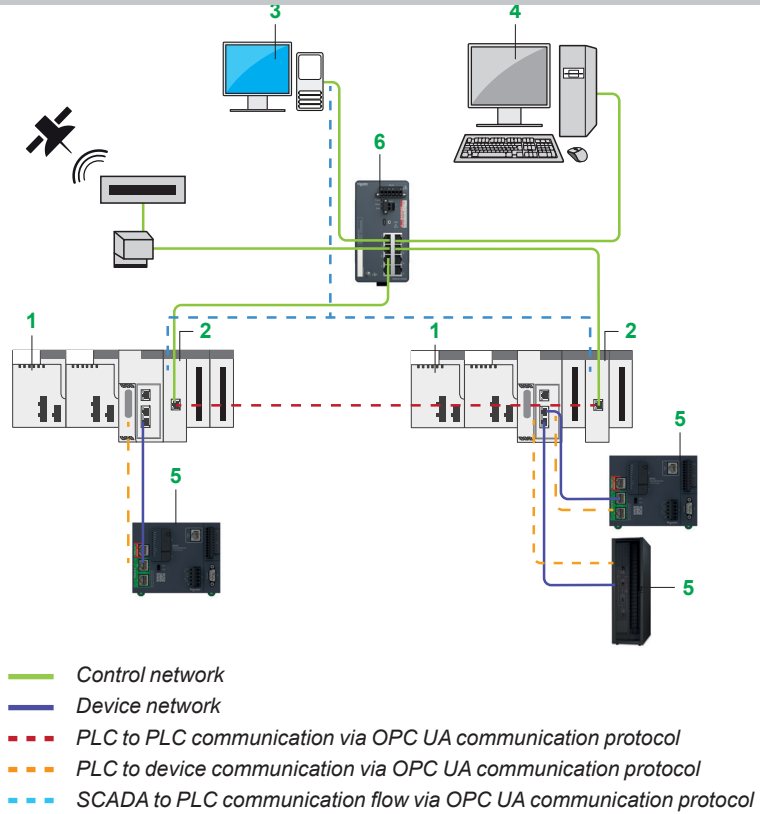 3
4
6
1
2
1
2
5
5
5
Control network
Device network
PLC to PLC communication via OPC UA communication protocol
PLC to device communication via OPC UA communication protocol
SCADA to PLC communication flow via OPC UA communication protocol